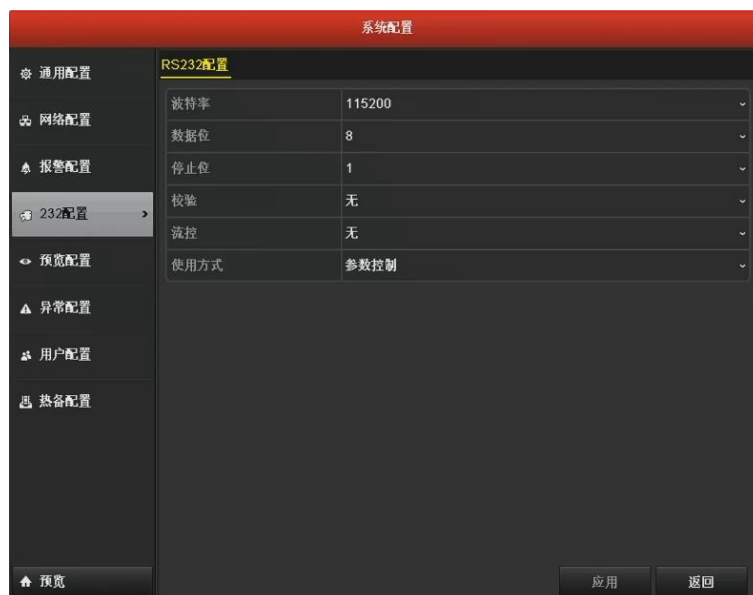 系统配置
通用配置
网络配置
报警配置
232配置
预览配置
异常配置
用户配置
热备配置
预览
RS232配置
波特率 115200
数据位 8
停止位 1
校验 无
流控 无
使用方式 参数控制
应用 返回